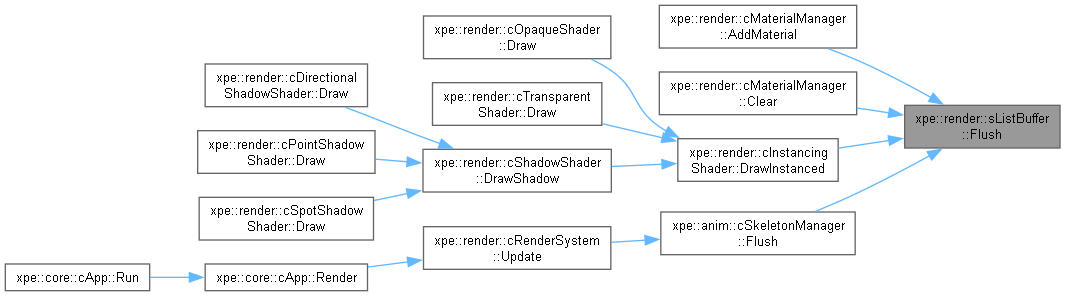 xpe::render::cOpaqueShader
::Draw
xpe::render::cMaterialManager
::AddMaterial
xpe::render::cDirectional
ShadowShader::Draw
xpe::render::cTransparent
Shader::Draw
xpe::render::cMaterialManager
::Clear
xpe::render::sListBuffer
::Flush
xpe::render::cPointShadow
Shader::Draw
xpe::render::cShadowShader
::DrawShadow
xpe::render::cInstancing
Shader::DrawInstanced
xpe::render::cSpotShadow
Shader::Draw
xpe::render::cRenderSystem
::Update
xpe::anim::cSkeletonManager
::Flush
xpe::core::cApp::Run
xpe::core::cApp::Render